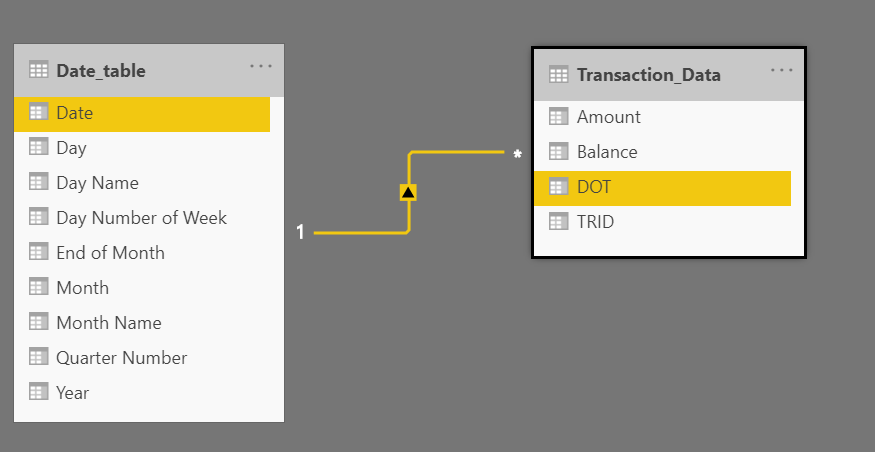 Date_table
Date
Day
Day Name
Day Number of Week
End of Month
Month
Month Name
Quarter Number
Year
1
*
Transaction_Data
Amount
Balance
DOT
TRID